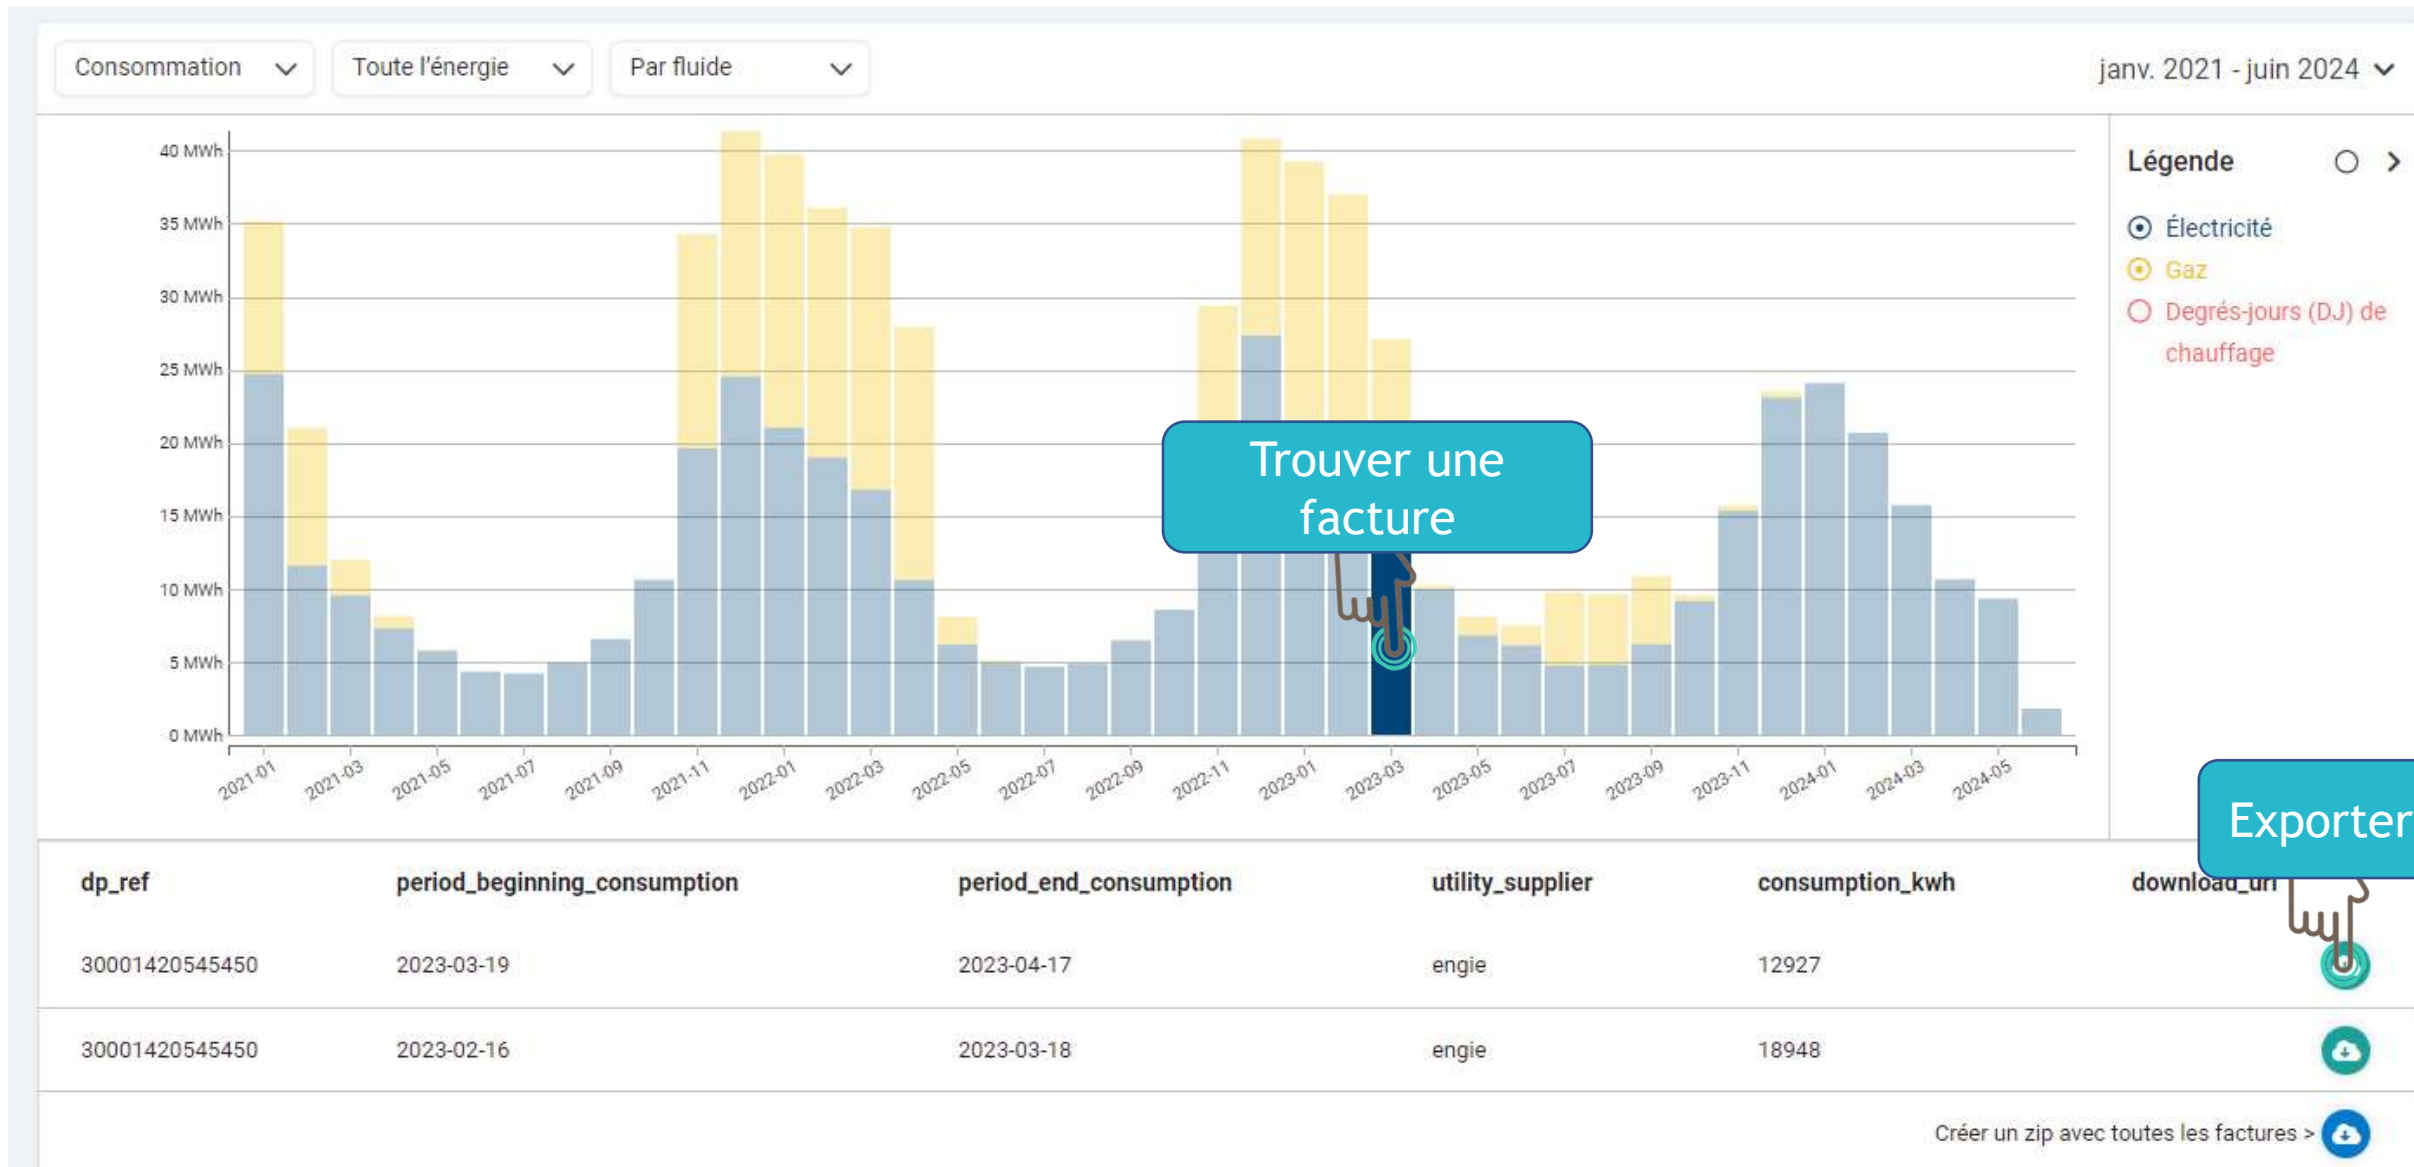 Consommation
Toute l'énergie
Par fluide
janv. 2021 - juin 2024
40 MWh
35 MWh
30 MWh
25 MWh
20 MWh
15 MWh
10 MWh
5 MWh
0 MWh
2021-01
2021-03
2021-05
2021-07
2021-09
2021-11
2022-01
2022-03
2022-05
2022-07
2022-09
2022-11
2023-01
2023-03
2023-05
2023-07
2023-09
2023-11
2024-01
2024-03
2024-05
Légende
Électricité
Gaz
Degrés-jours (DJ) de
chauffage
Trouver une
facture
Exporter
dp_ref period_beginning_consumption period_end_consumption utility_supplier consumption_kwh download_url
30001420545450 2023-03-19 2023-04-17 engie 12927
30001420545450 2023-02-16 2023-03-18 engie 18948
Créer un zip avec toutes les factures >